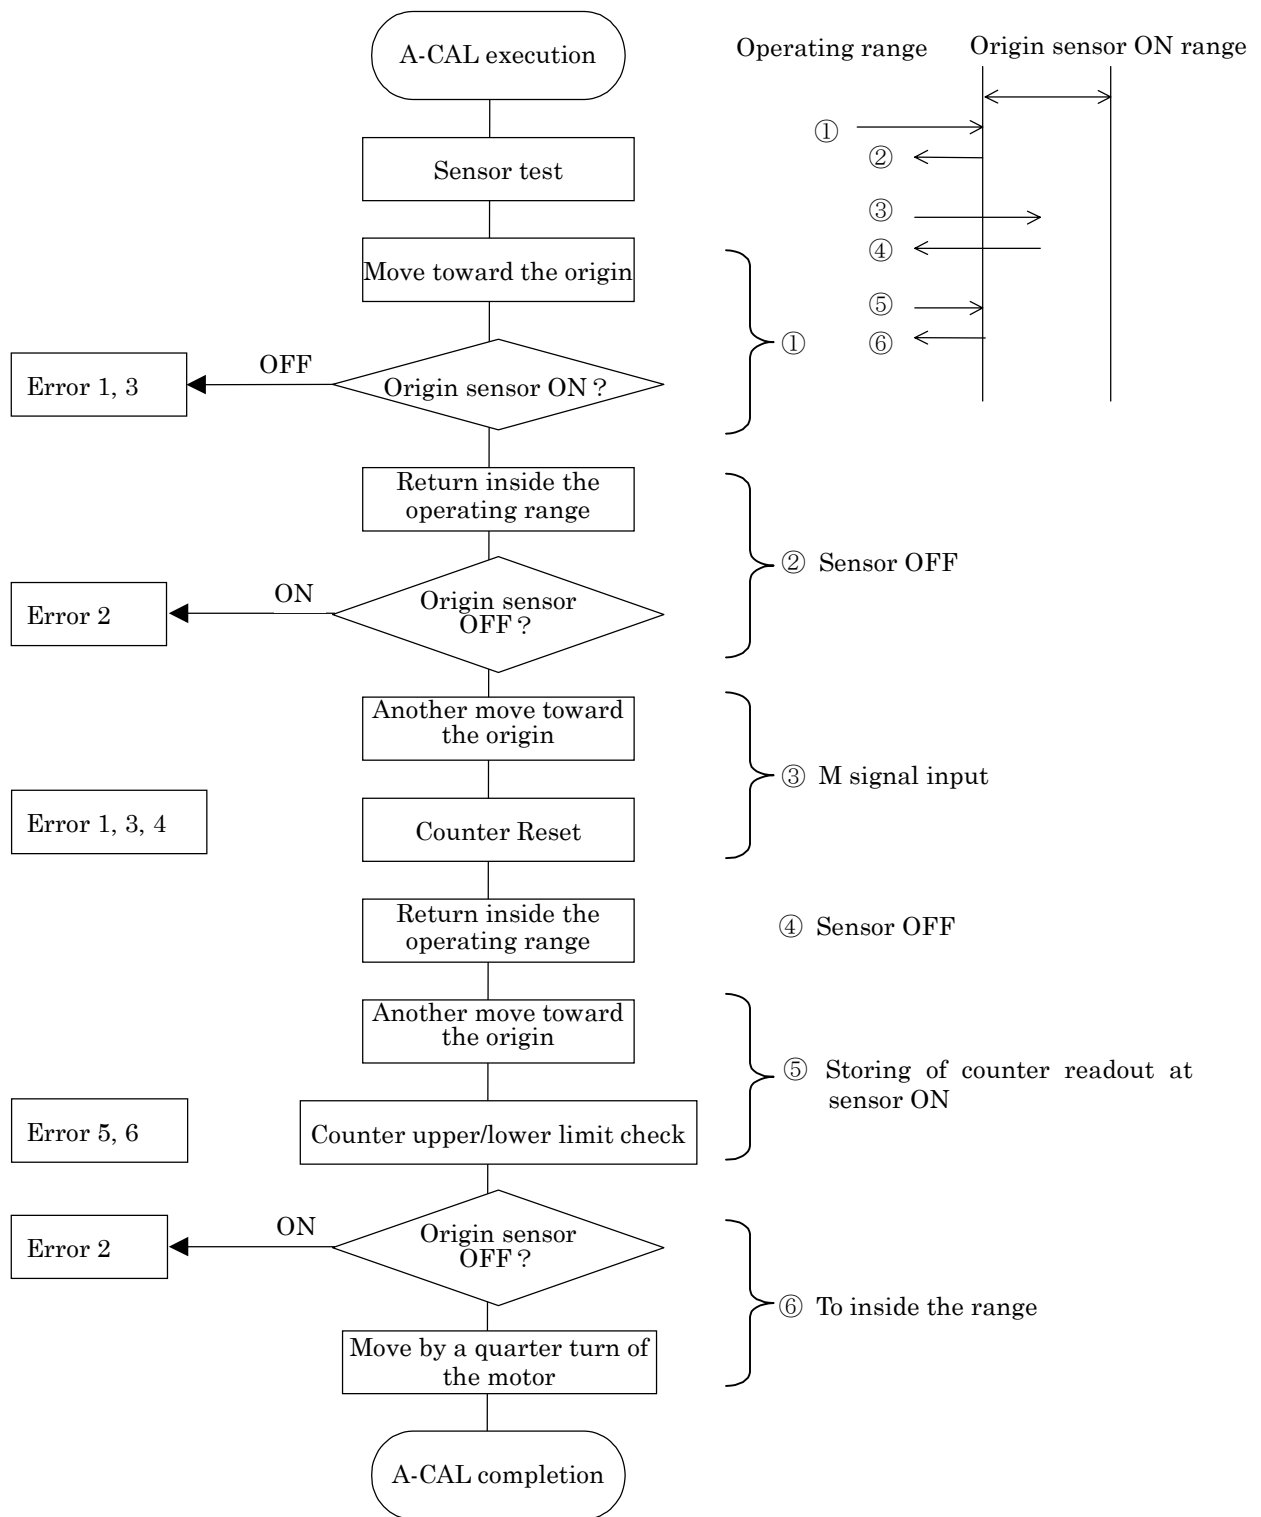 A-CAL execution
Operating range
Origin sensor ON range
①
②
③
④
⑤
⑥
Sensor test
Move toward the origin
①
OFF
Error 1, 3
Origin sensor ON?
Return inside the
operating range
② Sensor OFF
ON
Error 2
Origin sensor
OFF?
Another move toward
the origin
③ M signal input
Error 1, 3, 4
Counter Reset
Return inside the
operating range
④ Sensor OFF
Another move toward
the origin
⑤ Storing of counter readout at
sensor ON
Error 5, 6
Counter upper/lower limit check
ON
Error 2
Origin sensor
OFF?
⑥ To inside the range
Move by a quarter turn of
the motor
A-CAL completion